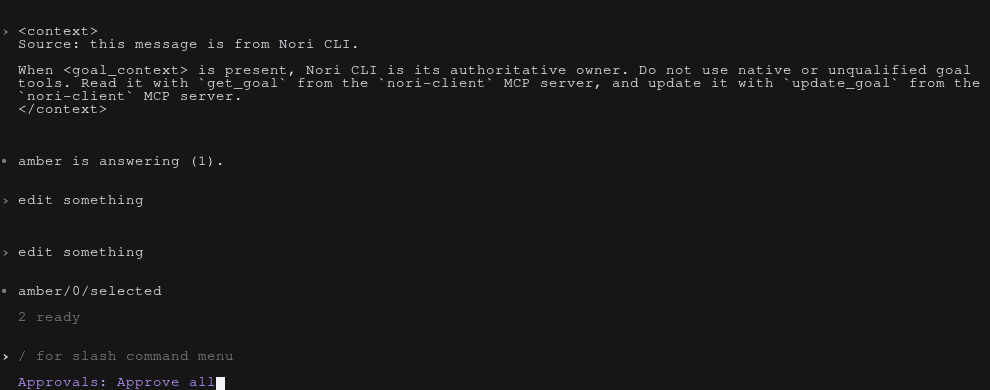 › <context>
Source: this message is from Nori CLI.
When <goal_context> is present, Nori CLI is its authoritative owner. Do not use native or unqualified goal
tools. Read it with `get_goal` from the `nori-client` MCP server, and update it with `update_goal` from the
`nori-client` MCP server.
</context>
• amber is answering (1).
› edit something
› edit something
• amber/0/selected
2 ready
› / for slash command menu
Approvals: Approve all